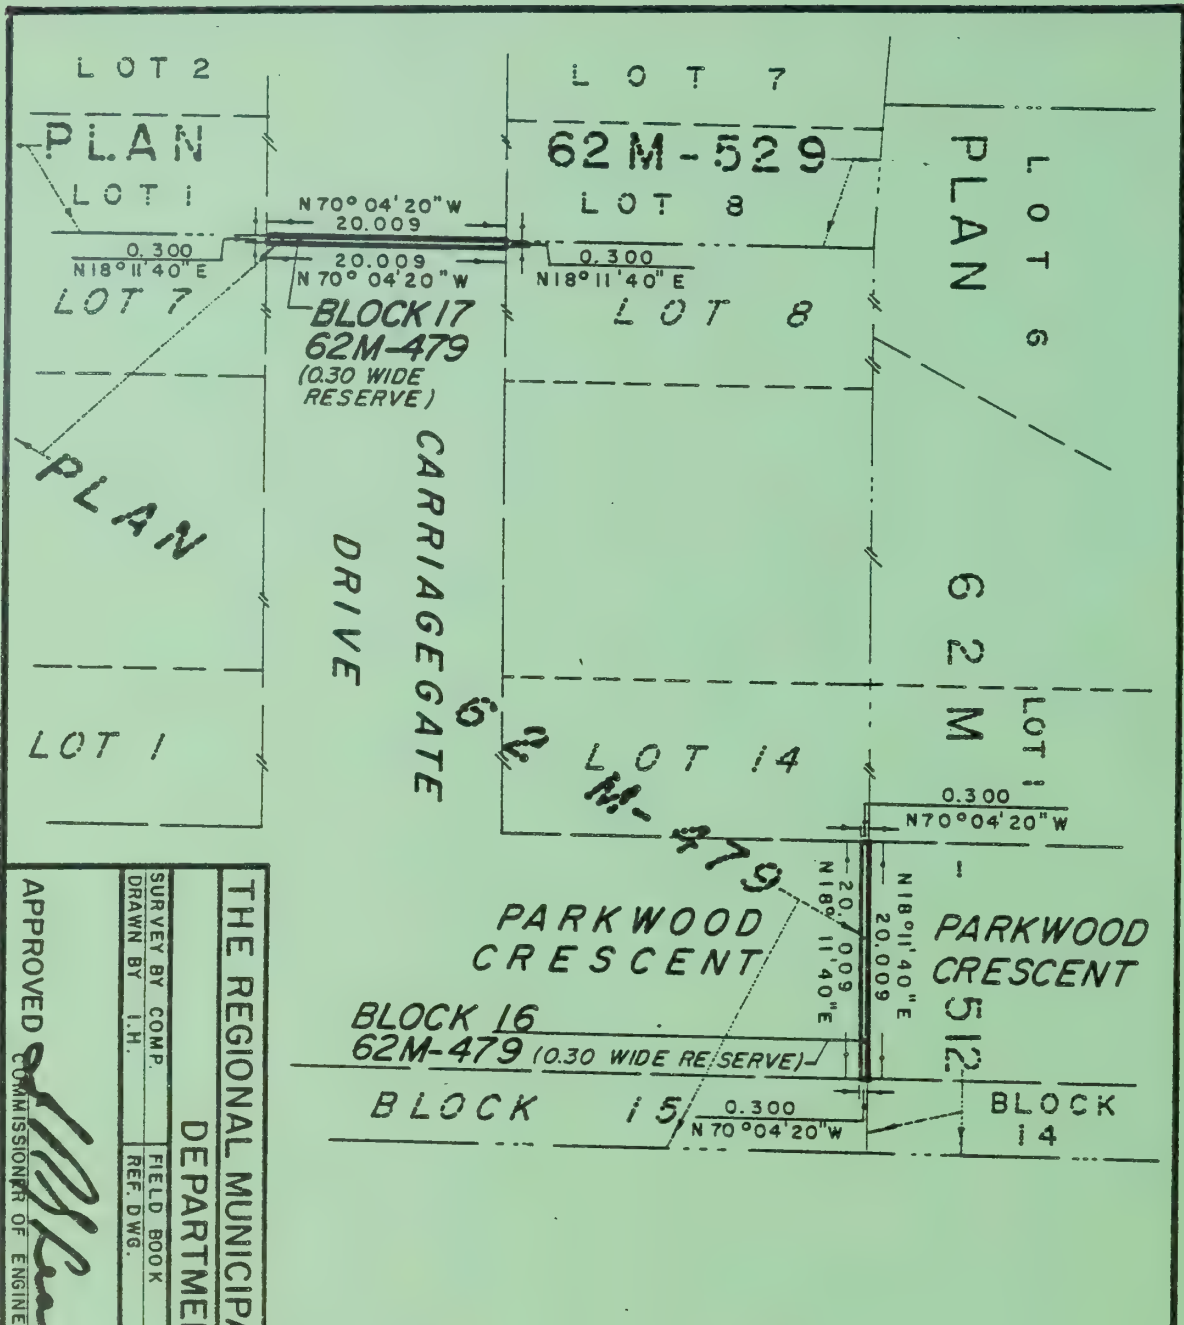 LOT 2
LOT 7
PLAN
62M-529
LOT 1
LOT 8
PLAN
LOT 6
N 70° 04' 20" W
20.009
0.300
N18° 11' 40" E
20.009
N 70° 04' 20" W
0.300
N18° 11' 40" E
LOT 7
BLOCK 17
62M-479
(0.30 WIDE
RESERVE)
LOT 8
PLAN
CARRIAGEGATE
DRIVE
62M-479
62M-512
LOT 1
LOT 1
LOT 14
0.300
N70° 04' 20" W
N18° 11' 40" E
20.009
N18° 11' 40" E
20.009
PARKWOOD
CRESCENT
PARKWOOD
CRESCENT
BLOCK 16
62M-479 (0.30 WIDE RESERVE)
BLOCK 15
0.300
N 70° 04' 20" W
BLOCK
14
THE REGIONAL MUNICIPA
DEPARTME
SURVEY BY COMP.
FIELD BOOK
DRAWN BY I.H.
REF. DWG.
APPROVED
COMMISSIONER OF ENGINE